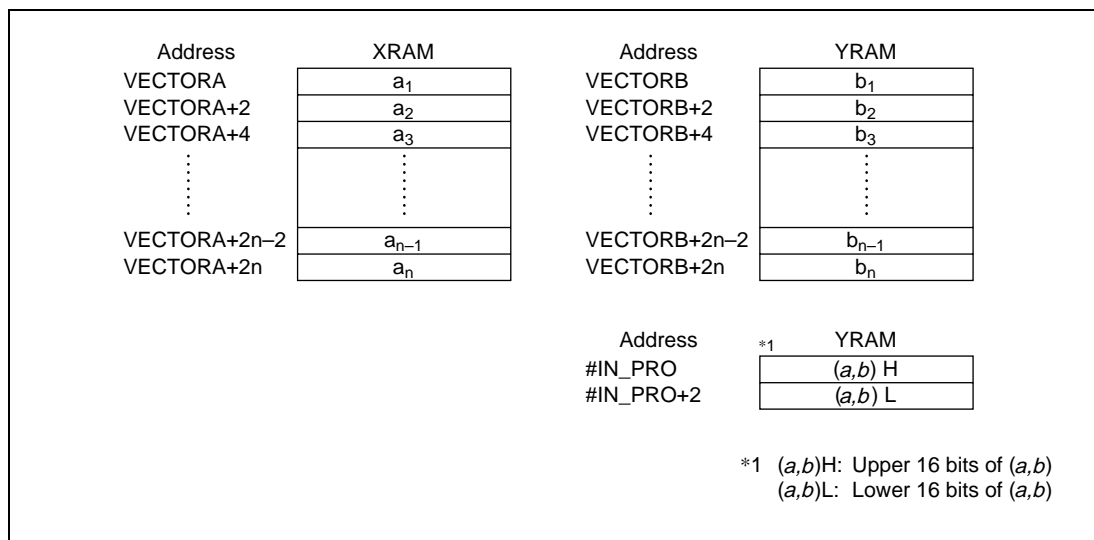 Address XRAM Address YRAM
VECTORA a₁ VECTORB b₁
VECTORA+2 a₂ VECTORB+2 b₂
VECTORA+4 a₃ VECTORB+4 b₃
VECTORA+2n–2 aₙ₋₁ VECTORB+2n–2 bₙ₋₁
VECTORA+2n aₙ VECTORB+2n bₙ
Address *1 YRAM
#IN_PRO (a,b) H
#IN_PRO+2 (a,b) L
*1 (a,b)H: Upper 16 bits of (a,b)
(a,b)L: Lower 16 bits of (a,b)